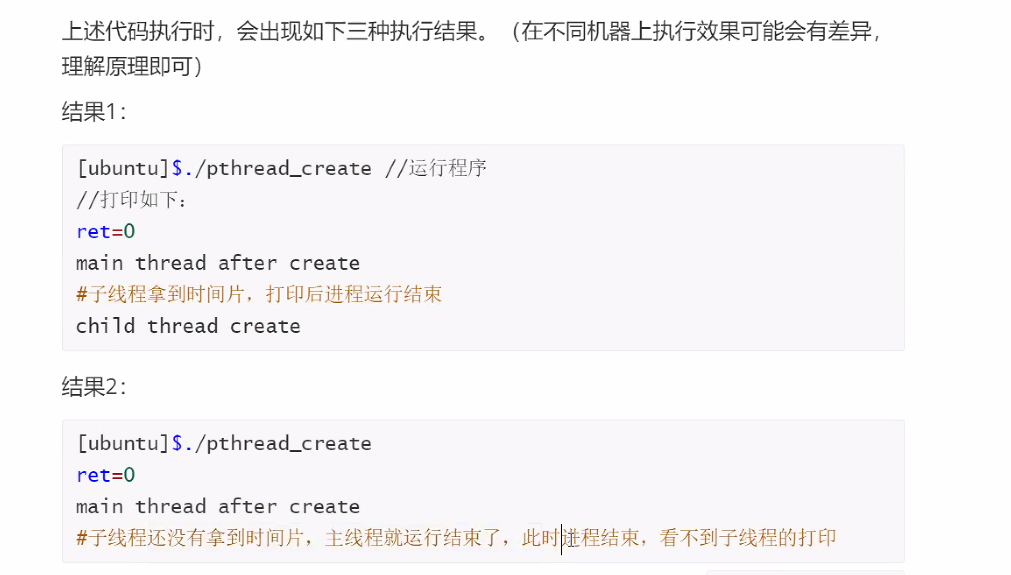 上述代码执行时，会出现如下三种执行结果。（在不同机器上执行效果可能会有差异，
理解原理即可）
结果1：
[ubuntu]$./pthread_create //运行程序
//打印如下：
ret=0
main thread after create
#子线程拿到时间片，打印后进程运行结束
child thread create
结果2：
[ubuntu]$./pthread_create
ret=0
main thread after create
#子线程还没有拿到时间片，主线程就运行结束了，此时进程结束，看不到子线程的打印